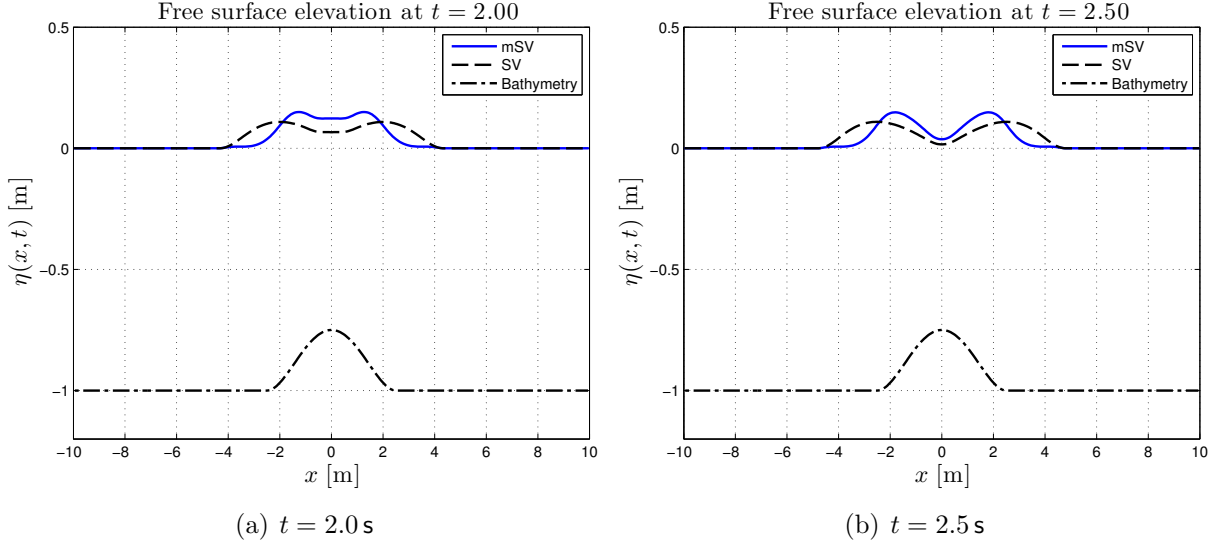 Free surface elevation at t = 2.00
mSV
SV
Bathymetry
0.5
0
−0.5
−1
η(x, t) [m]
−10 −8 −6 −4 −2 0 2 4 6 8 10
x [m]
(a) t = 2.0 s
Free surface elevation at t = 2.50
mSV
SV
Bathymetry
0.5
0
−0.5
−1
η(x, t) [m]
−10 −8 −6 −4 −2 0 2 4 6 8 10
x [m]
(b) t = 2.5 s